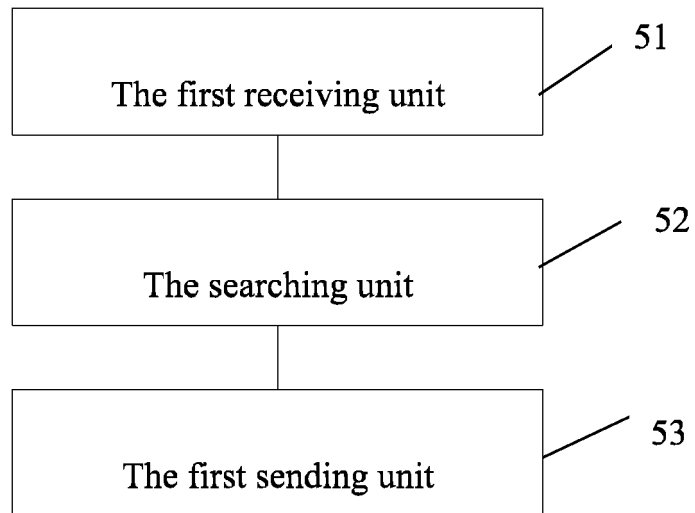 51
The first receiving unit
52
The searching unit
53
The first sending unit